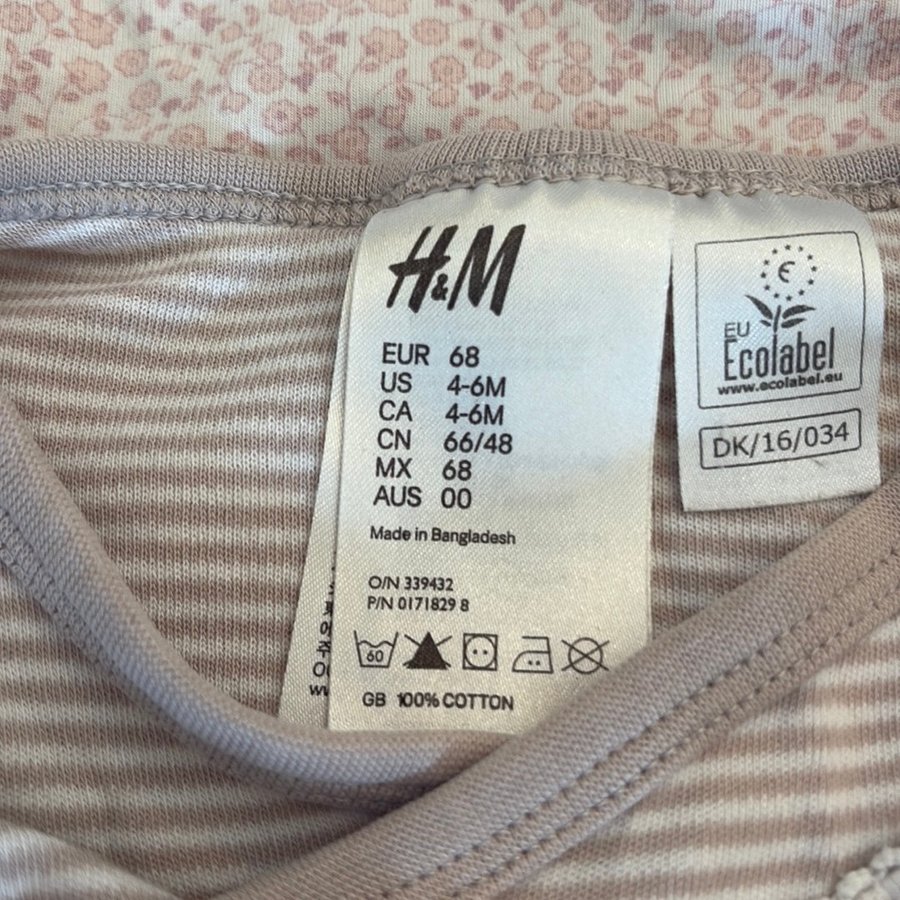 H&M
EUR 68
US 4-6M
CA 4-6M
CN 66/48
MX 68
AUS 00
Made in Bangladesh
O/N 339432
P/N 0171829 8
60
GB 100% COTTON
EU
Ecolabel
www.ecolabel.eu
DK/16/034